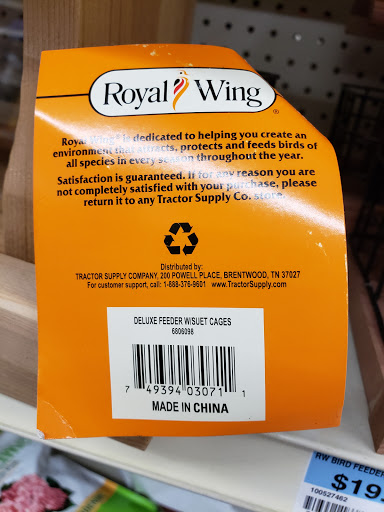 Royal Wing®
Royal Wing® is dedicated to helping you create an
environment that attracts, protects and feeds birds of
all species in every season throughout the year.
Satisfaction is guaranteed. If for any reason you are
not completely satisfied with your purchase, please
return it to any Tractor Supply Co. store.
Distributed by:
TRACTOR SUPPLY COMPANY, 200 POWELL PLACE, BRENTWOOD, TN 37027
For customer support, call: 1-888-376-9601 www.TractorSupply.com
DELUXE FEEDER W/SUET CAGES
6806098
7 49394 03071 1
MADE IN CHINA
RW BIRD FEEDER
100527462
$19